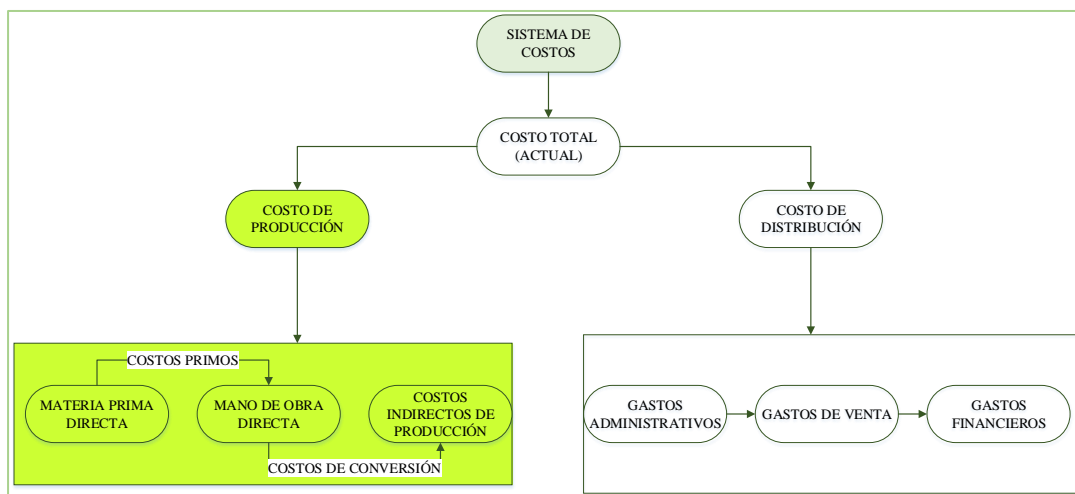 SISTEMA DE
COSTOS
COSTO TOTAL
(ACTUAL)
COSTO DE
PRODUCCIÓN
COSTO DE
DISTRIBUCIÓN
COSTOS PRIMOS
MATERIA PRIMA
DIRECTA
MANO DE OBRA
DIRECTA
COSTOS
INDIRECTOS DE
PRODUCCIÓN
COSTOS DE CONVERSIÓN
GASTOS
ADMINISTRATIVOS
GASTOS DE VENTA
GASTOS
FINANCIEROS